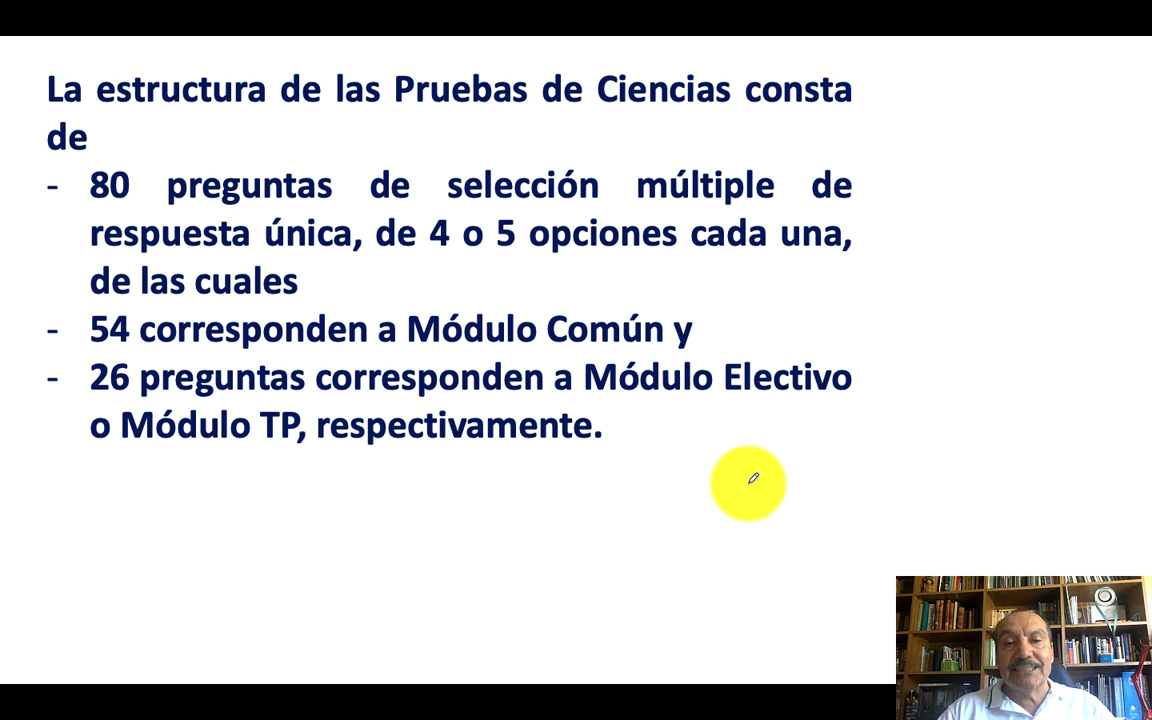 La estructura de las Pruebas de Ciencias consta
de
- 80 preguntas de selección múltiple de
respuesta única, de 4 o 5 opciones cada una,
de las cuales
- 54 corresponden a Módulo Común y
- 26 preguntas corresponden a Módulo Electivo
o Módulo TP, respectivamente.